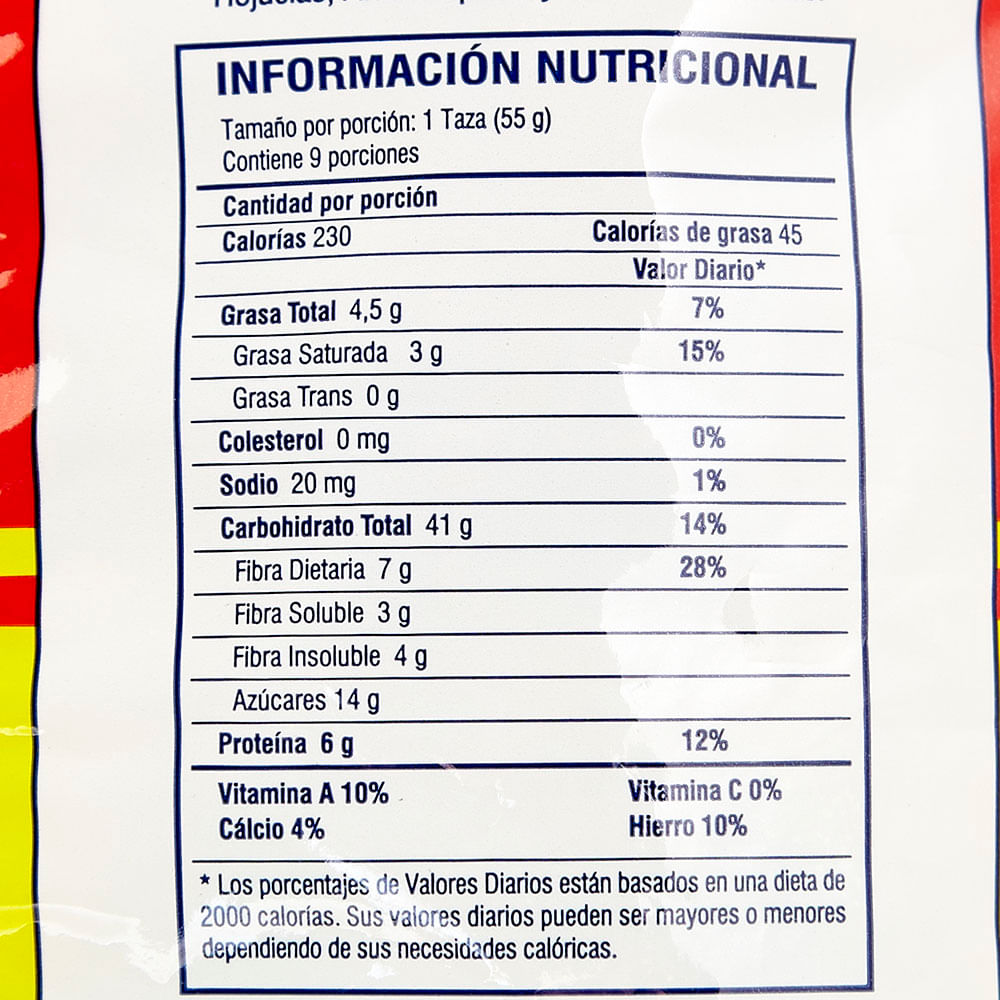 INFORMACIÓN NUTRICIONAL
Tamaño por porción: 1 Taza (55 g)
Contiene 9 porciones
Cantidad por porción
Calorías 230 Calorías de grasa 45
Valor Diario*
Grasa Total 4,5 g 7%
Grasa Saturada 3 g 15%
Grasa Trans 0 g
Colesterol 0 mg 0%
Sodio 20 mg 1%
Carbohidrato Total 41 g 14%
Fibra Dietaria 7 g 28%
Fibra Soluble 3 g
Fibra Insoluble 4 g
Azúcares 14 g
Proteína 6 g 12%
Vitamina A 10% Vitamina C 0%
Cálcio 4% Hierro 10%
* Los porcentajes de Valores Diarios están basados en una dieta de
2000 calorías. Sus valores diarios pueden ser mayores o menores
dependiendo de sus necesidades calóricas.